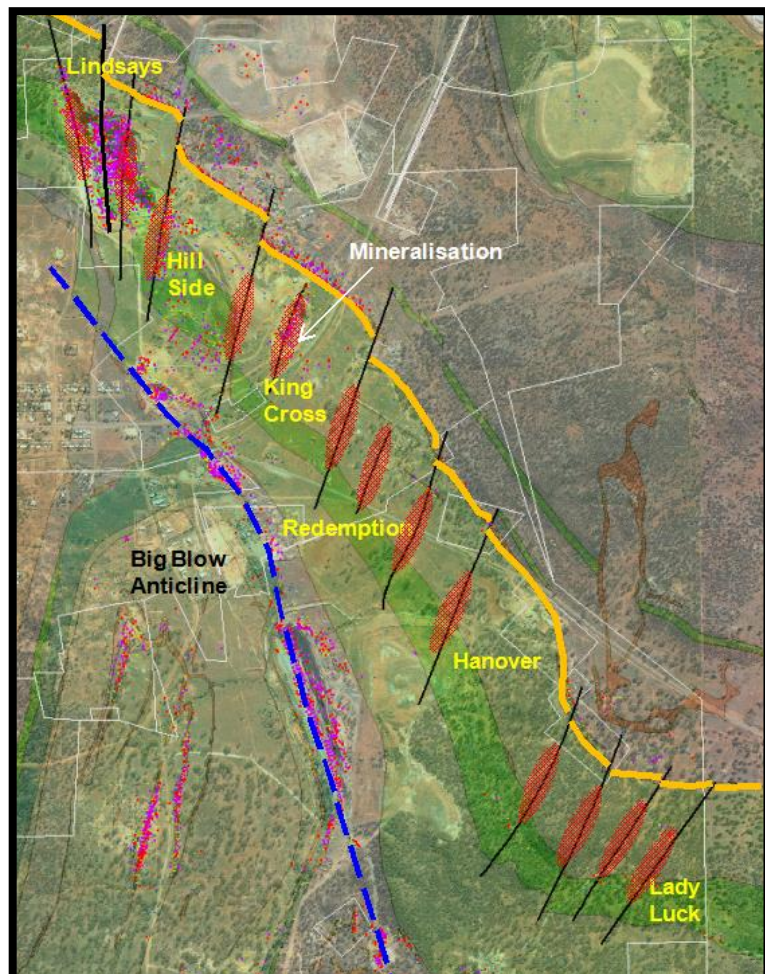 Lindsays
Mineralisation
Hill
Side
King
Cross
Redemption
Big Blow
Anticline
Hanover
Lady
Luck